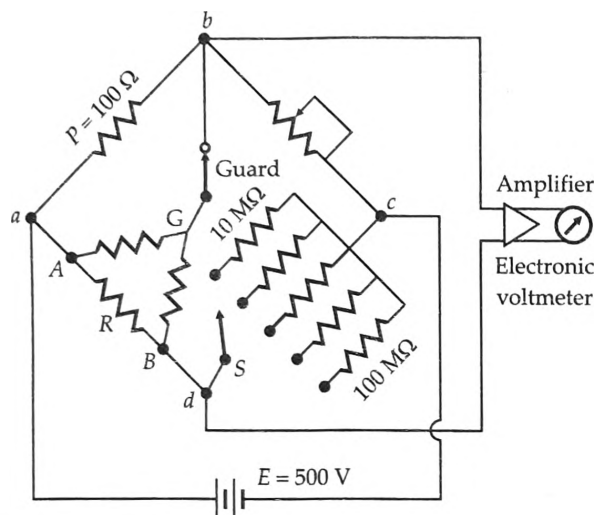 b
P = 100 Ω
Guard
a
G
10 MΩ
c
Amplifier
A
Electronic
voltmeter
R
B
S
100 MΩ
d
E = 500 V